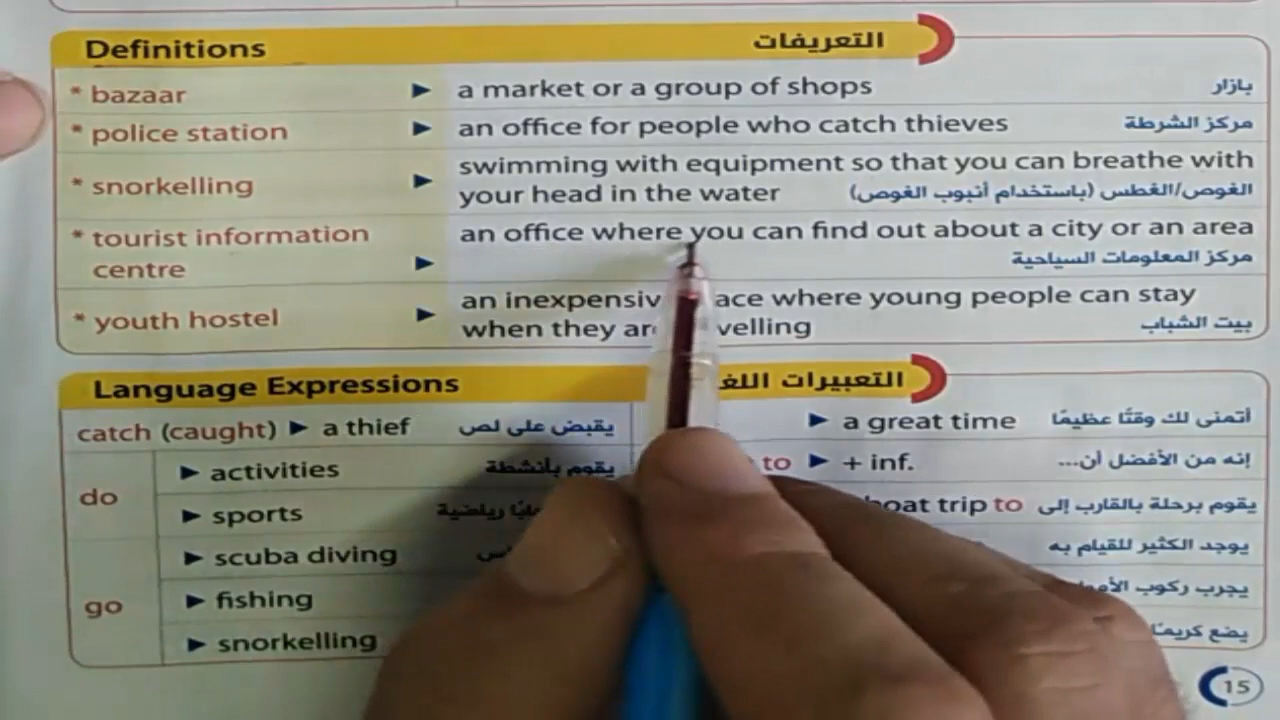 Definitions التعريفات
* bazaar ► a market or a group of shops بازار
* police station ► an office for people who catch thieves مركز الشرطة
* snorkelling ► swimming with equipment so that you can breathe with
your head in the water الغوص/الغطس (باستخدام أنبوب الغوص)
* tourist information an office where you can find out about a city or an area
centre ► مركز المعلومات السياحية
* youth hostel ► an inexpensiv ace where young people can stay
when they ar velling بيت الشباب
Language Expressions التعبيرات اللغ
catch (caught) ► a thief يقبض على لص
► a great time أتمنى لك وقتًا عظيمًا
do
► activities يقوم بأنشطة
to ► + inf. إنه من الأفضل أن...
► sports رياضية
boat trip to يقوم برحلة بالقارب إلى
go
► scuba diving
يوجد الكثير للقيام به
► fishing
يجرب ركوب
► snorkelling
يضع كريمًا
15